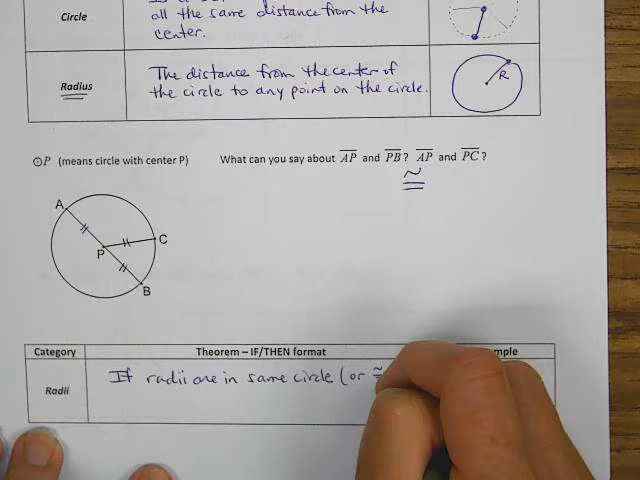 Circle
all the same distance from the
center.
Radius
The distance from the center of
the circle to any point on the circle.
R
⊙P (means circle with center P)
What can you say about AP and PB? AP and PC?
≅
A
C
P
B
Category
Theorem – IF/THEN format
mple
Radii
If radii are in same circle (or ≅